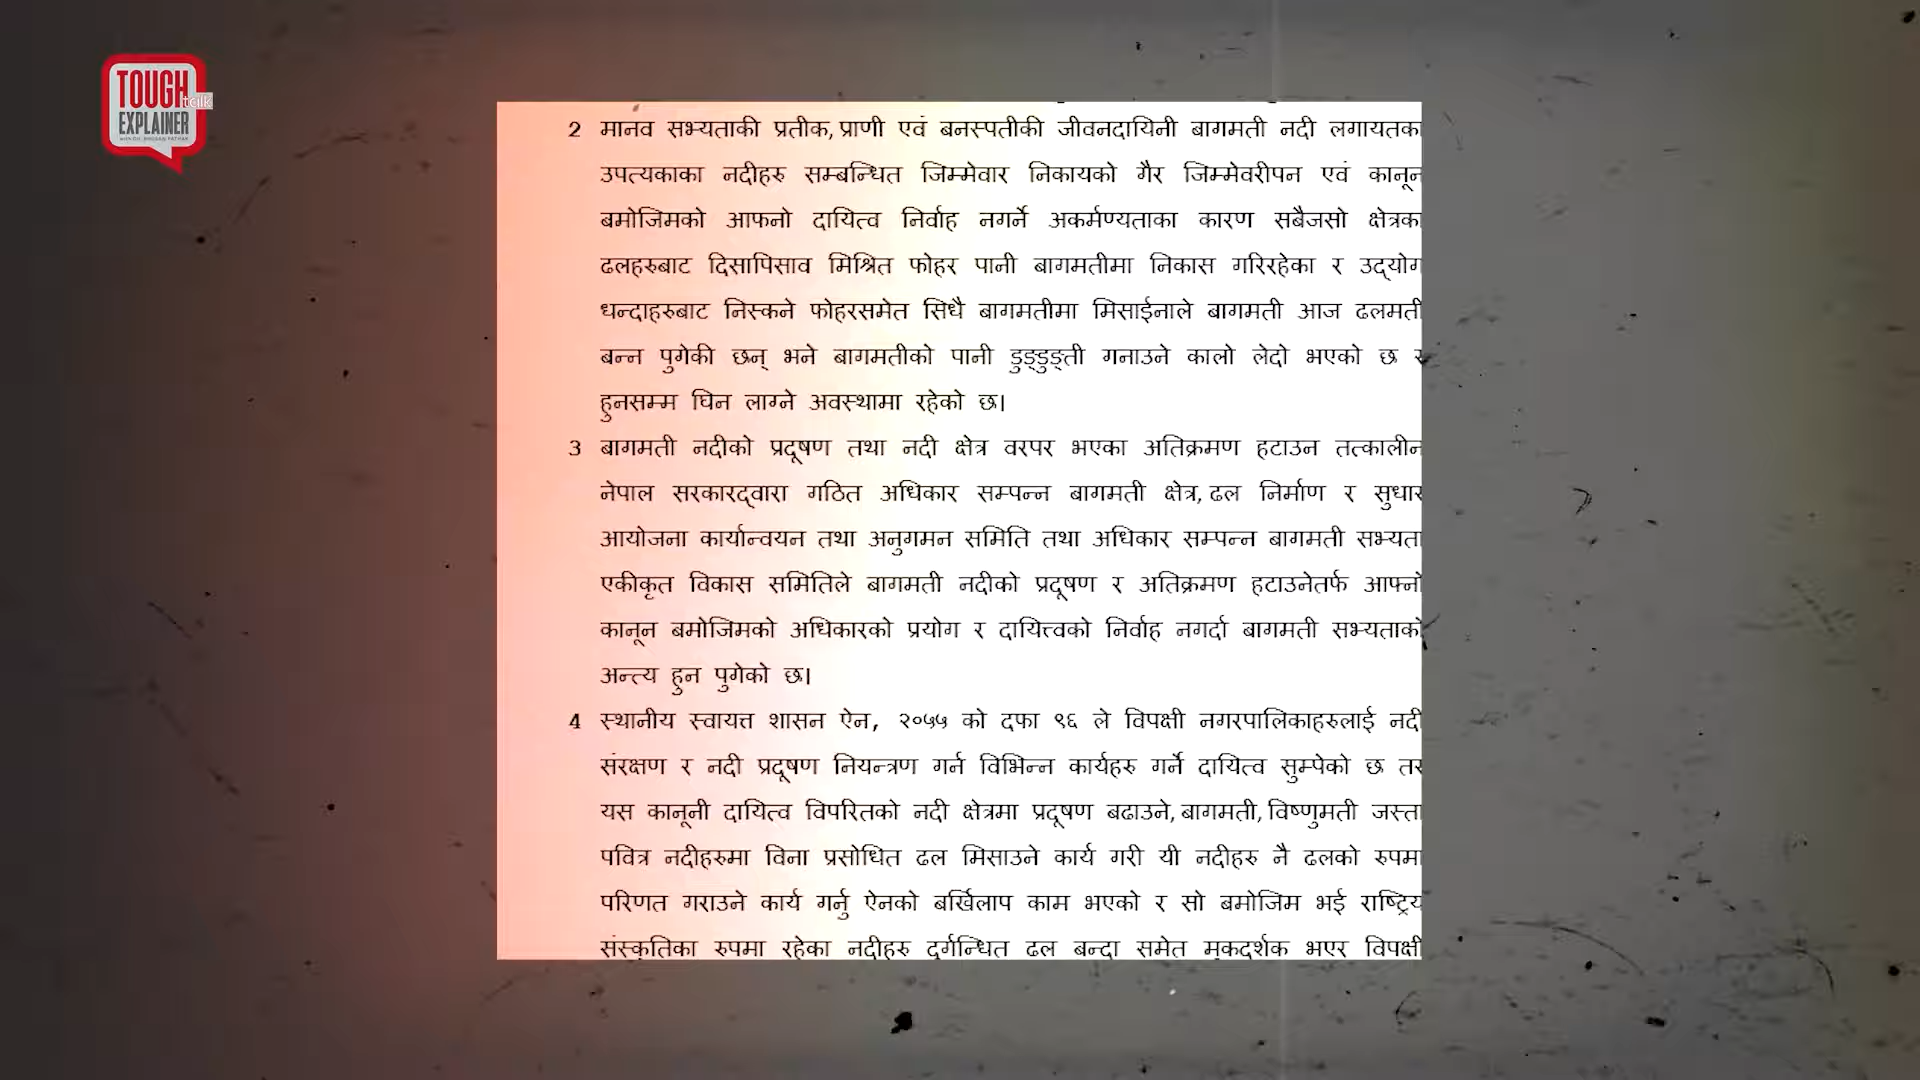 TOUGH
talk
EXPLAINER
2 मानव सभ्यताकी प्रतीक, प्राणी एवं बनस्पतीकी जीवनदायिनी बागमती नदी लगायतका
उपत्यकाका नदीहरु सम्बन्धित जिम्मेवार निकायको गैर जिम्मेवरीपन एवं कानून
बमोजिमको आफनो दायित्व निर्वाह नगर्ने अकर्मण्यताका कारण सबैजसो क्षेत्रका
ढलहरुबाट दिसापिसाव मिश्रित फोहर पानी बागमतीमा निकास गरिरहेका र उद्योग
धन्दाहरुबाट निस्कने फोहरसमेत सिधै बागमतीमा मिसाईनाले बागमती आज ढलमती
बन्न पुगेकी छन् भने बागमतीको पानी डुङ्डुङ्ती गनाउने कालो लेदो भएको छ र
हुनसम्म घिन लाग्ने अवस्थामा रहेको छ।
3 बागमती नदीको प्रदूषण तथा नदी क्षेत्र वरपर भएका अतिक्रमण हटाउन तत्कालीन
नेपाल सरकारद्वारा गठित अधिकार सम्पन्न बागमती क्षेत्र, ढल निर्माण र सुधार
आयोजना कार्यान्वयन तथा अनुगमन समिति तथा अधिकार सम्पन्न बागमती सभ्यता
एकीकृत विकास समितिले बागमती नदीको प्रदूषण र अतिक्रमण हटाउनेतर्फ आफ्नो
कानून बमोजिमको अधिकारको प्रयोग र दायित्त्वको निर्वाह नगर्दा बागमती सभ्यताको
अन्त्य हुन पुगेको छ।
4 स्थानीय स्वायत्त शासन ऐन, २०५५ को दफा ९६ ले विपक्षी नगरपालिकाहरुलाई नदी
संरक्षण र नदी प्रदूषण नियन्त्रण गर्न विभिन्न कार्यहरु गर्ने दायित्व सुम्पेको छ तर
यस कानूनी दायित्व विपरितको नदी क्षेत्रमा प्रदूषण बढाउने, बागमती, विष्णुमती जस्ता
पवित्र नदीहरुमा विना प्रसोधित ढल मिसाउने कार्य गरी यी नदीहरु नै ढलको रुपमा
परिणत गराउने कार्य गर्नु ऐनको बर्खिलाप काम भएको र सो बमोजिम भई राष्ट्रिय
संस्कृतिका रुपमा रहेका नदीहरु दुर्गन्धित ढल बन्दा समेत मुकदर्शक भएर विपक्षी